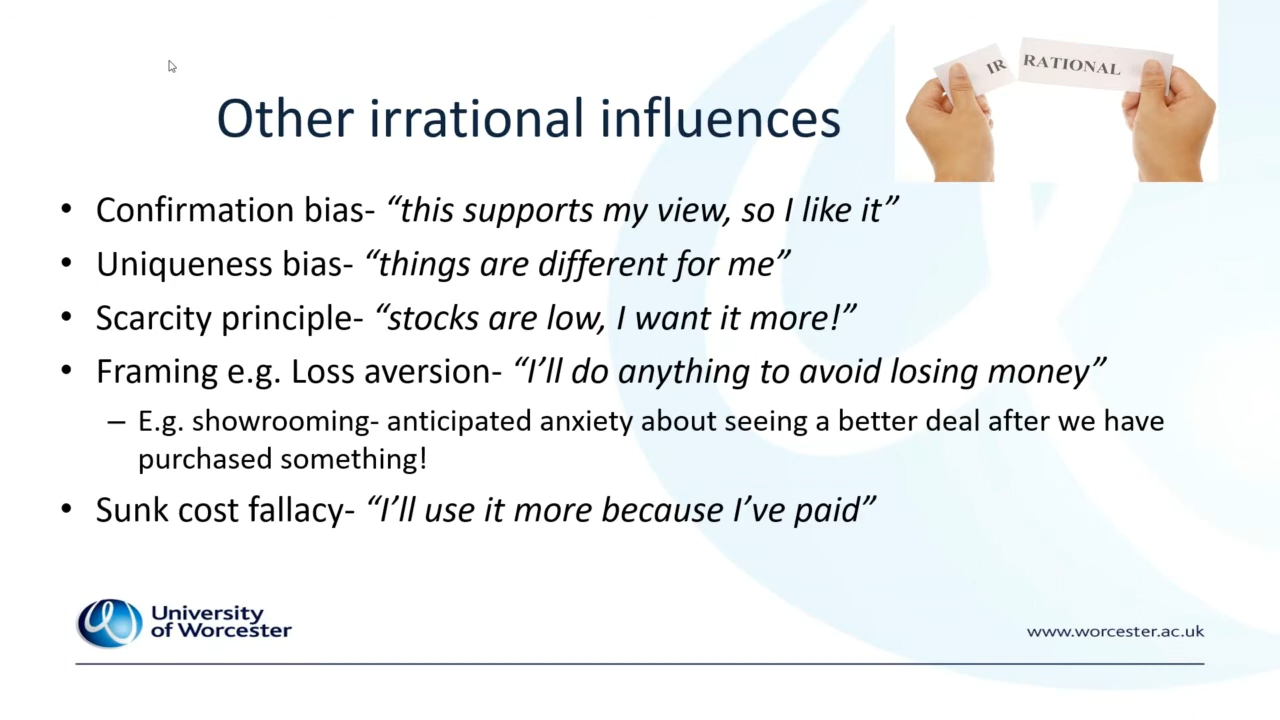 IR RATIONAL
Other irrational influences
• Confirmation bias- “this supports my view, so I like it”
• Uniqueness bias- “things are different for me”
• Scarcity principle- “stocks are low, I want it more!”
• Framing e.g. Loss aversion- “I’ll do anything to avoid losing money”
– E.g. showrooming- anticipated anxiety about seeing a better deal after we have
purchased something!
• Sunk cost fallacy- “I’ll use it more because I’ve paid”
University
of Worcester
www.worcester.ac.uk